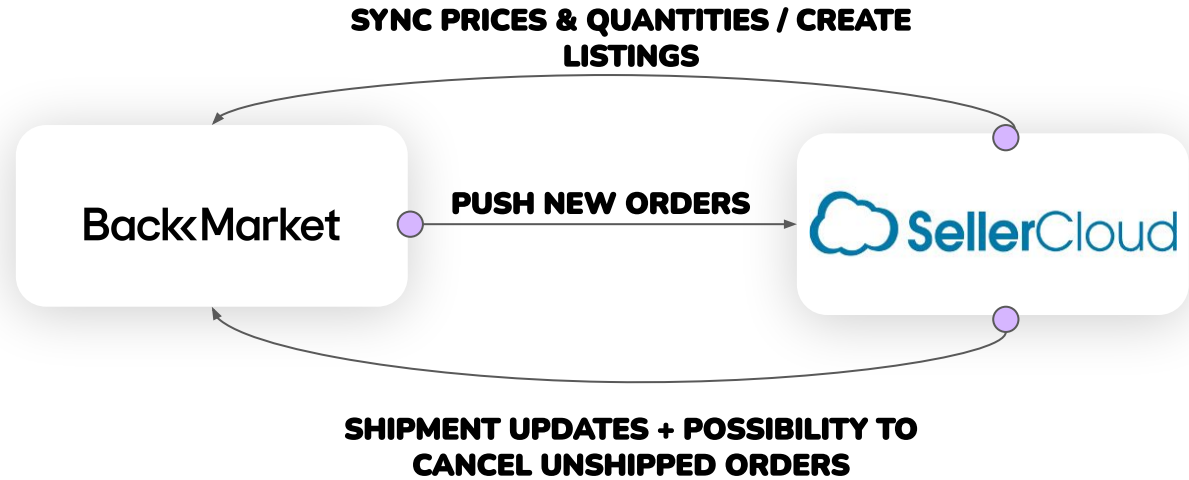 SYNC PRICES & QUANTITIES / CREATE
LISTINGS
BackMarket
PUSH NEW ORDERS
SellerCloud
SHIPMENT UPDATES + POSSIBILITY TO
CANCEL UNSHIPPED ORDERS